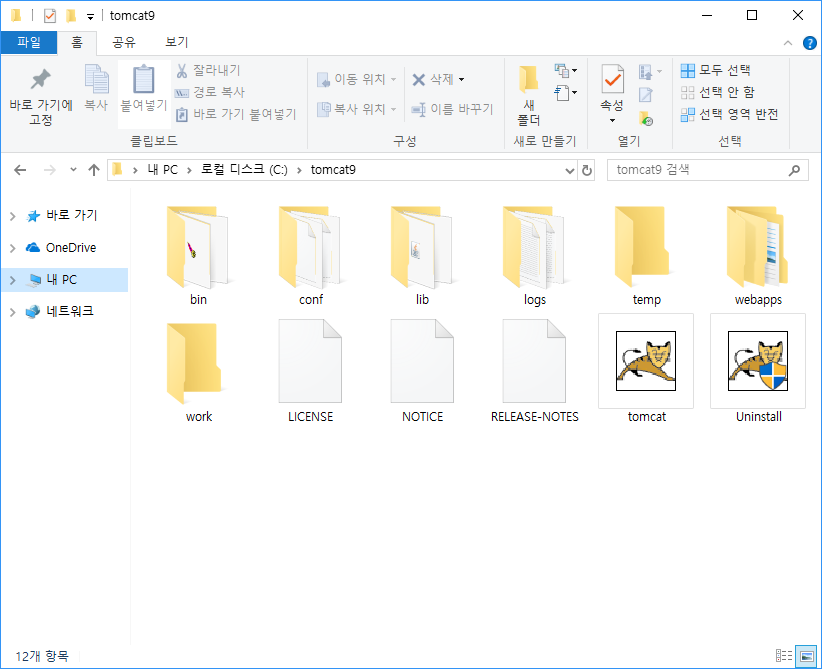 tomcat9
파일 홈 공유 보기
바로 가기에
고정
복사
붙여넣기
잘라내기
경로 복사
바로 가기 붙여넣기
클립보드
이동 위치
복사 위치
삭제
이름 바꾸기
구성
새
폴더
새로 만들기
속성
열기
모두 선택
선택 안 함
선택 영역 반전
선택
내 PC › 로컬 디스크 (C:) › tomcat9
tomcat9 검색
바로 가기
OneDrive
내 PC
네트워크
bin conf lib logs temp webapps
work LICENSE NOTICE RELEASE-NOTES tomcat Uninstall
12개 항목